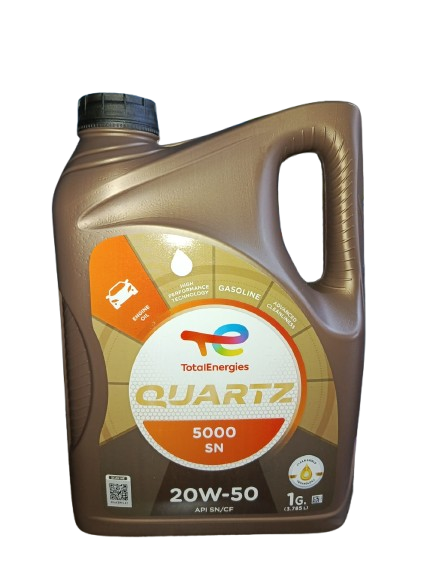 HIGH
PERFORMANCE
TECHNOLOGY
GASOLINE
ADVANCED
CLEANLINESS
ENGINE
OIL
TotalEnergies
QUARTZ
5000
SN
20W-50
API SN/CF
1G.
(3.785 L)